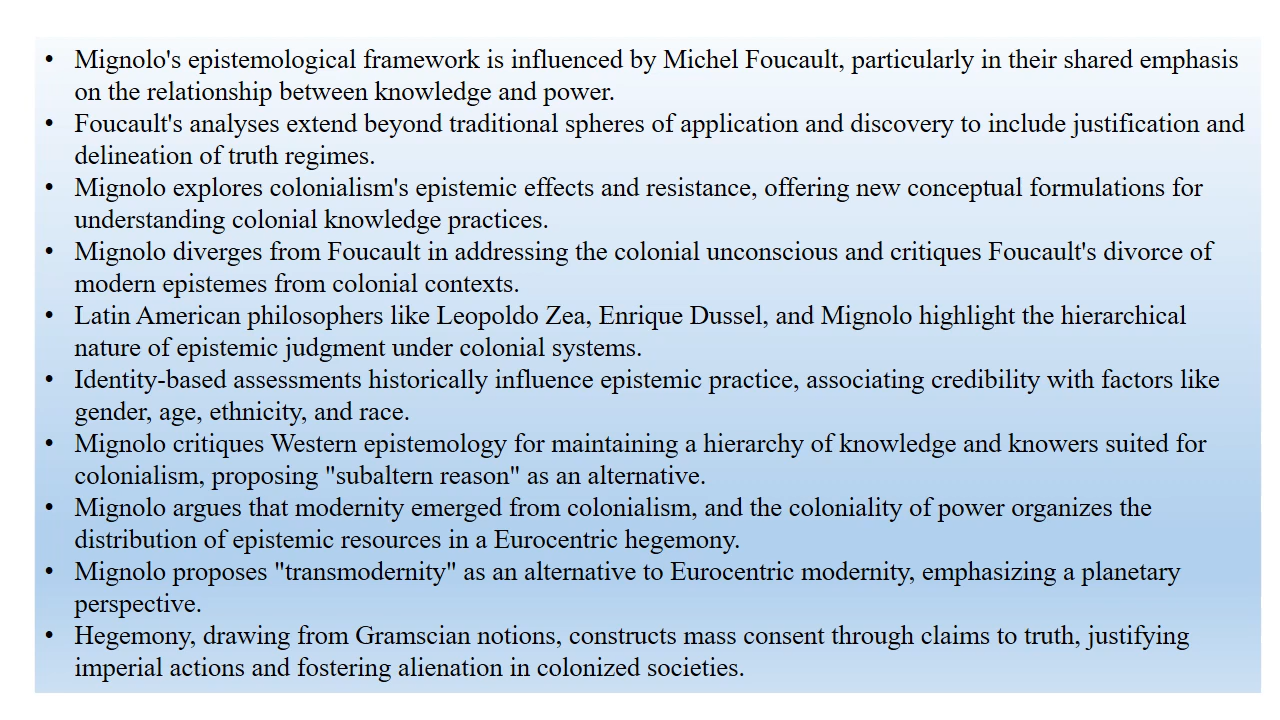 • Mignolo's epistemological framework is influenced by Michel Foucault, particularly in their shared emphasis
on the relationship between knowledge and power.
• Foucault's analyses extend beyond traditional spheres of application and discovery to include justification and
delineation of truth regimes.
• Mignolo explores colonialism's epistemic effects and resistance, offering new conceptual formulations for
understanding colonial knowledge practices.
• Mignolo diverges from Foucault in addressing the colonial unconscious and critiques Foucault's divorce of
modern epistemes from colonial contexts.
• Latin American philosophers like Leopoldo Zea, Enrique Dussel, and Mignolo highlight the hierarchical
nature of epistemic judgment under colonial systems.
• Identity-based assessments historically influence epistemic practice, associating credibility with factors like
gender, age, ethnicity, and race.
• Mignolo critiques Western epistemology for maintaining a hierarchy of knowledge and knowers suited for
colonialism, proposing "subaltern reason" as an alternative.
• Mignolo argues that modernity emerged from colonialism, and the coloniality of power organizes the
distribution of epistemic resources in a Eurocentric hegemony.
• Mignolo proposes "transmodernity" as an alternative to Eurocentric modernity, emphasizing a planetary
perspective.
• Hegemony, drawing from Gramscian notions, constructs mass consent through claims to truth, justifying
imperial actions and fostering alienation in colonized societies.